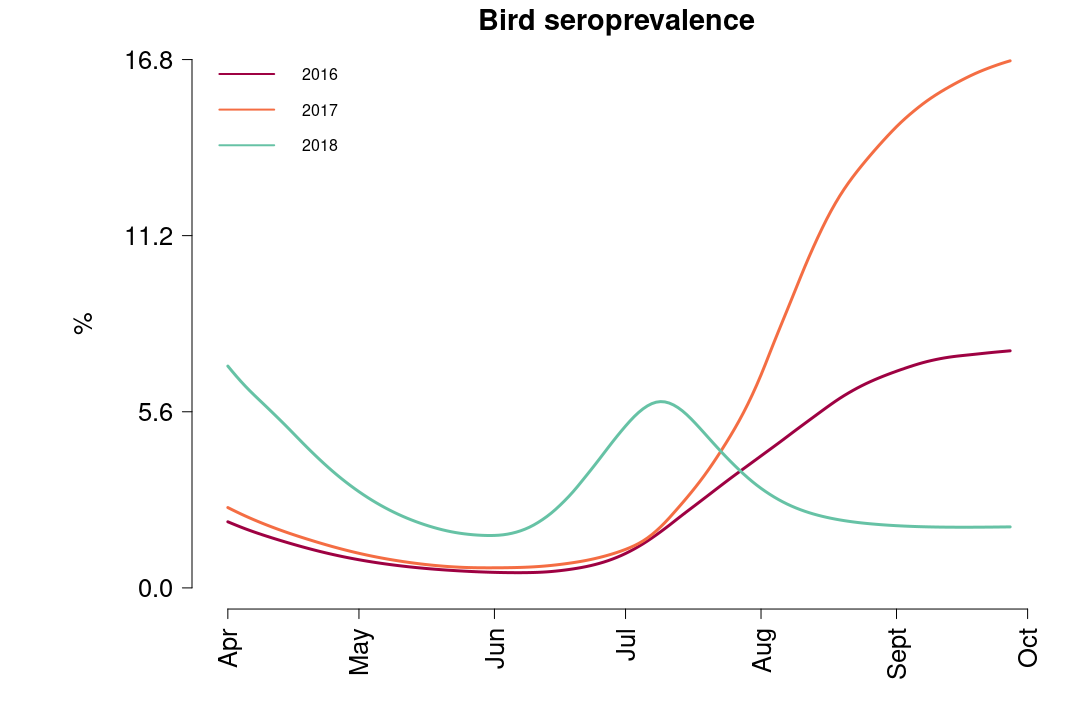 Bird seroprevalence
16.8
11.2
5.6
0.0
%
2016
2017
2018
Apr
May
Jun
Jul
Aug
Sept
Oct